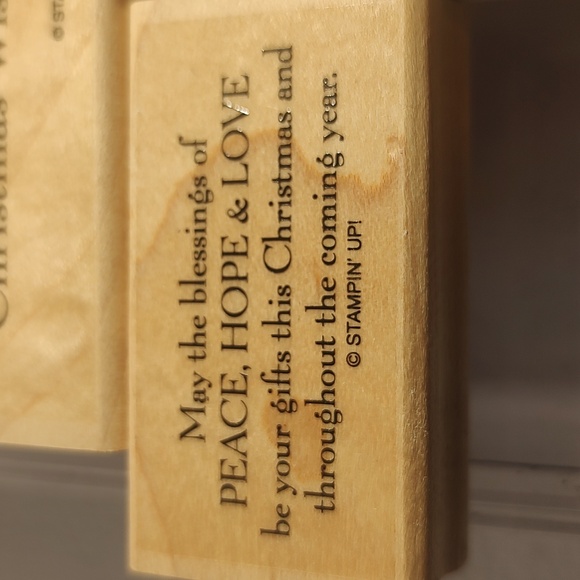 May the blessings of
PEACE, HOPE & LOVE
be your gifts this Christmas and
throughout the coming year.
© STAMPIN' UP!
© ST